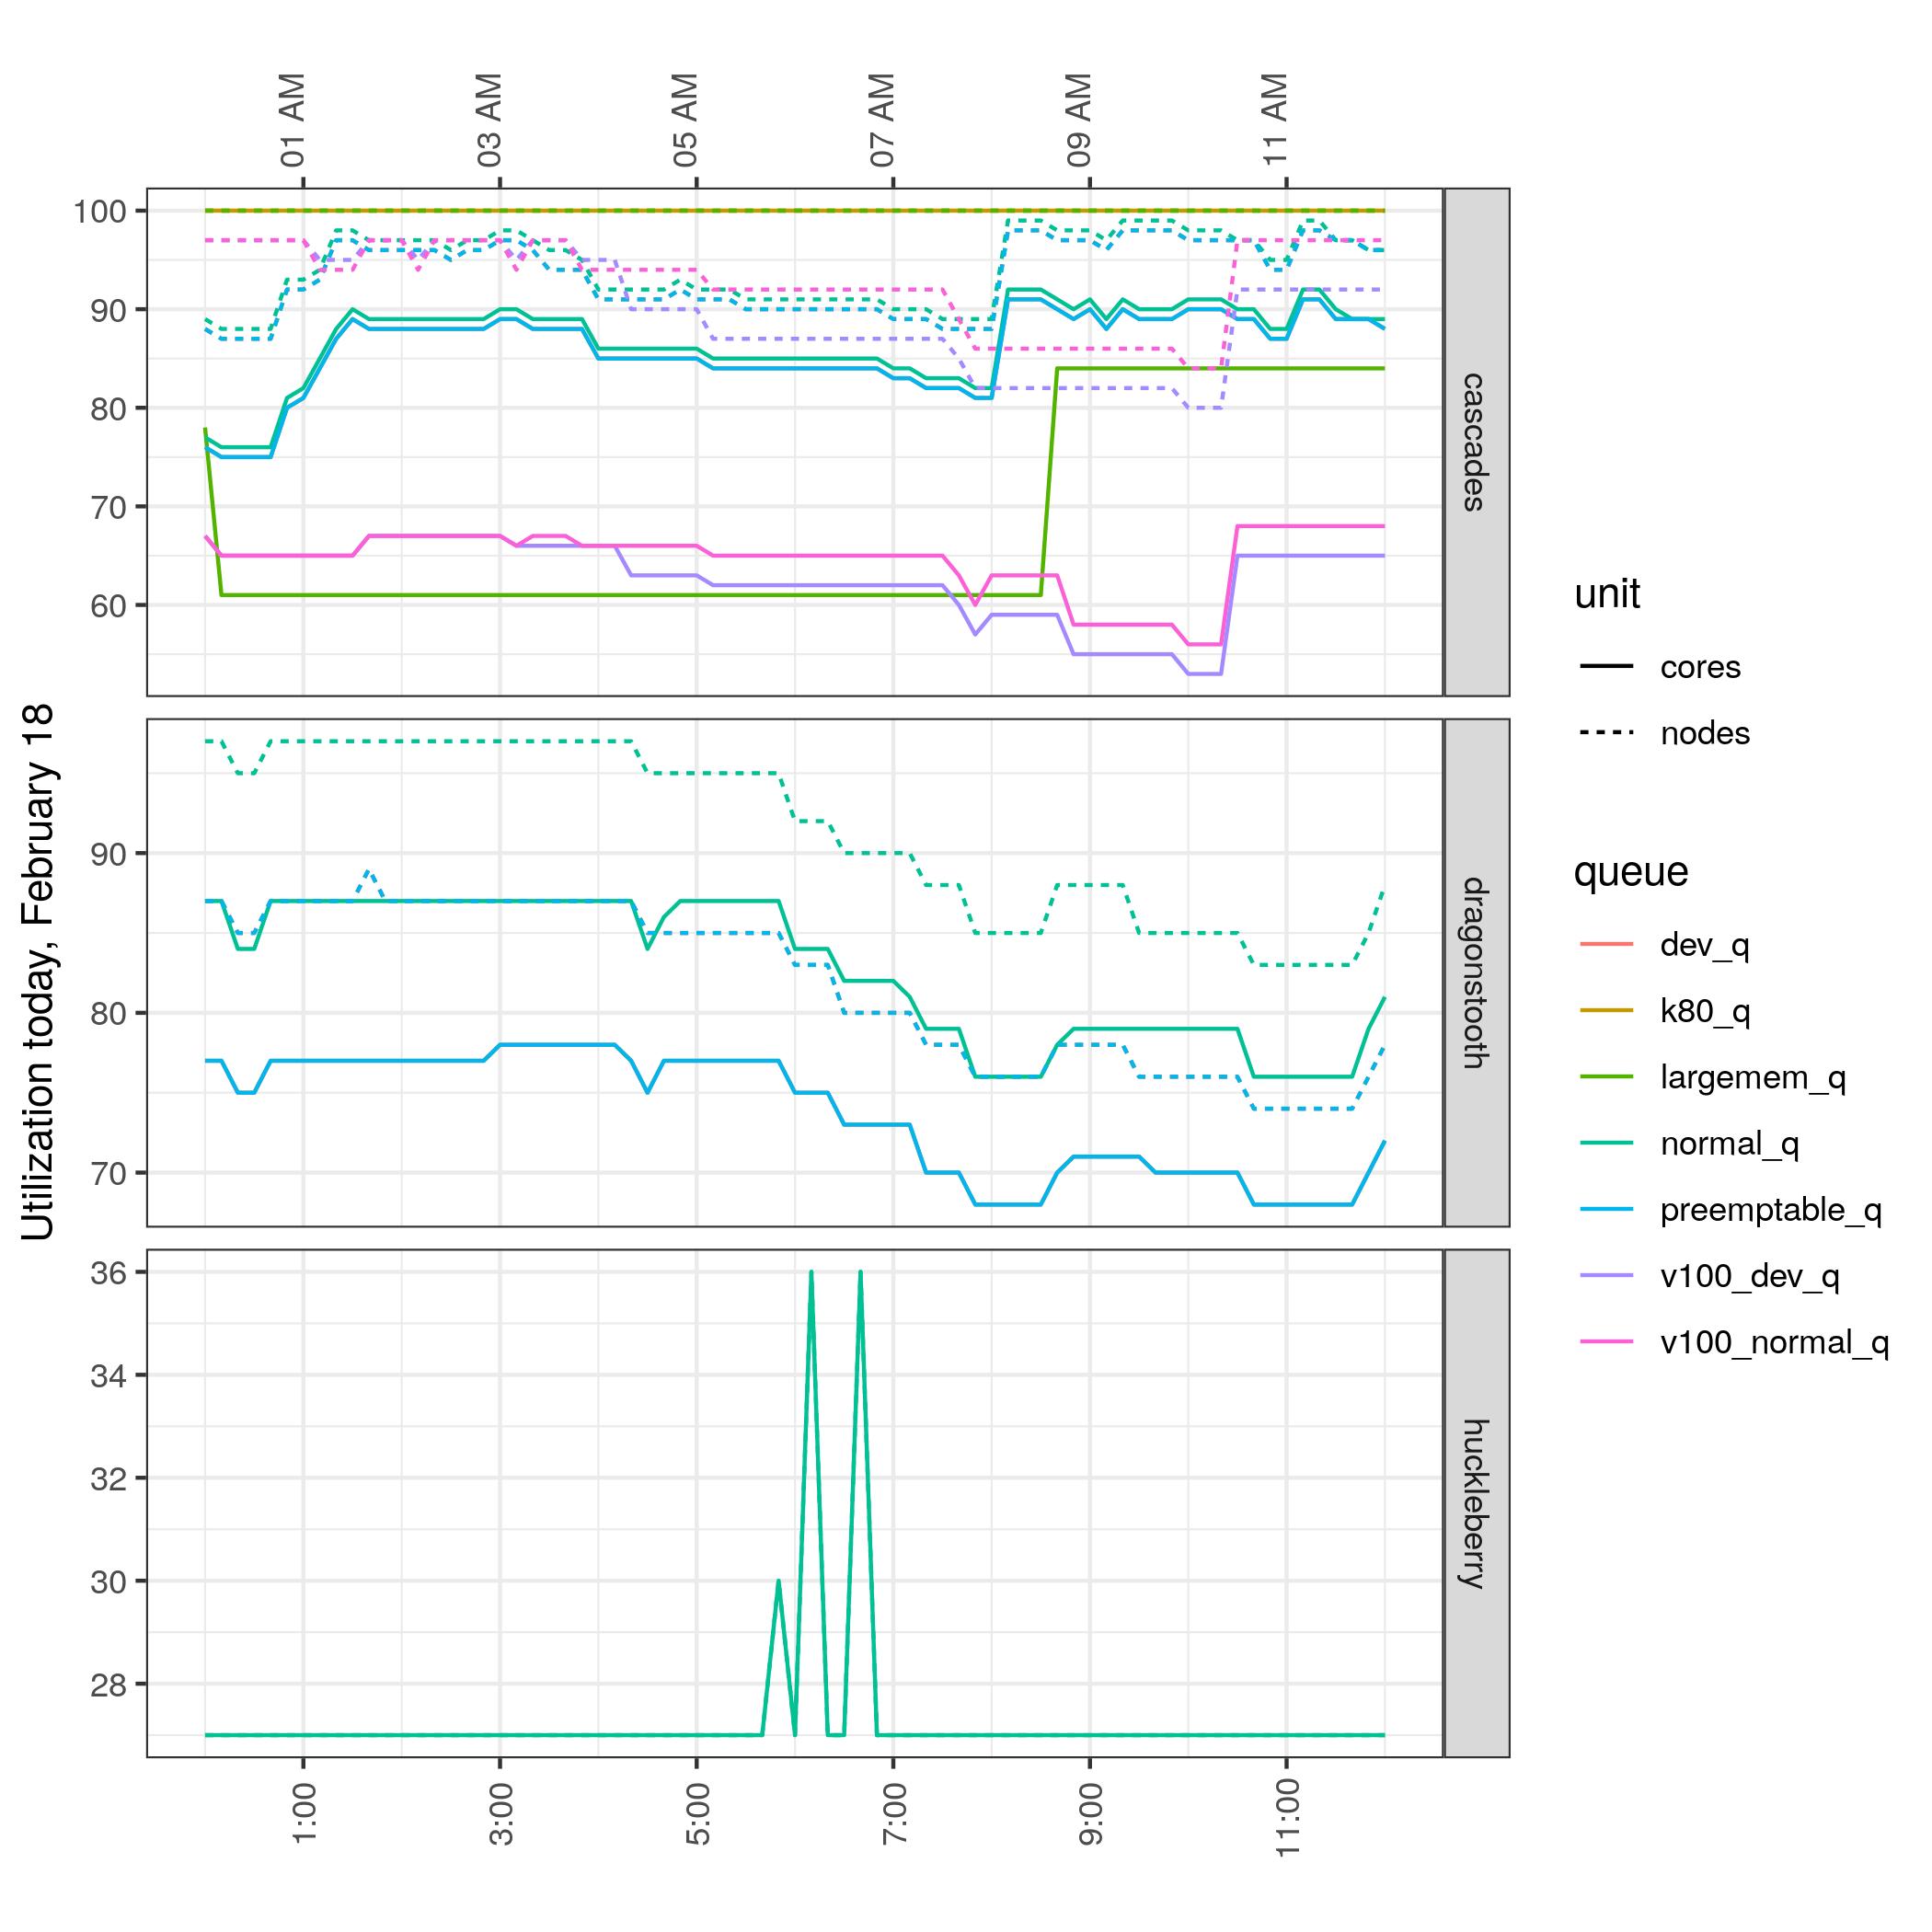 01 AM
03 AM
05 AM
07 AM
09 AM
11 AM
Utilization today, February 18
100
90
80
70
60
cascades
90
80
70
dragonstooth
36
34
32
30
28
huckleberry
1:00
3:00
5:00
7:00
9:00
11:00
unit
cores
nodes
queue
dev_q
k80_q
largemem_q
normal_q
preemptable_q
v100_dev_q
v100_normal_q